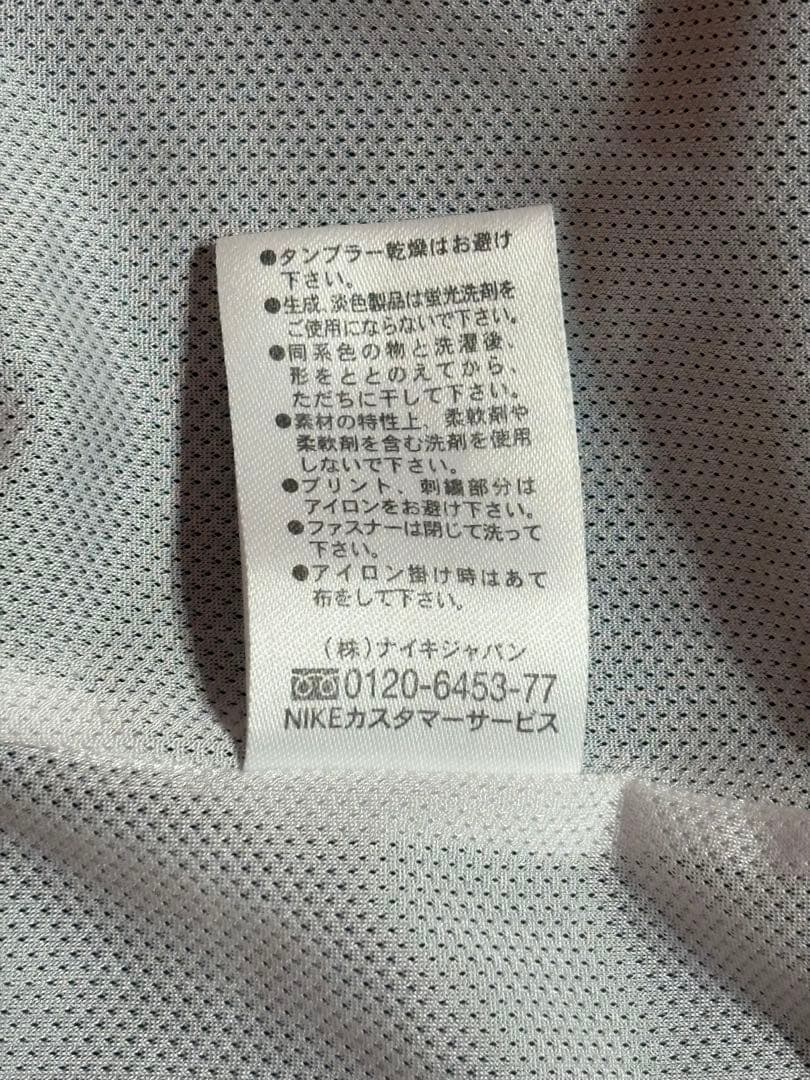 ●タンブラー乾燥はお避け
下さい。
●生成、淡色製品は蛍光洗剤を
ご使用にならないで下さい。
●同系色の物と洗濯後、
形をととのえてから、
ただちに干して下さい。
●素材の特性上、柔軟剤や
柔軟剤を含む洗剤を使用
しないで下さい。
●プリント、刺繍部分は
アイロンをお避け下さい。
●ファスナーは閉じて洗って
下さい。
●アイロン掛け時はあて
布をして下さい。
(株)ナイキジャパン
0120-6453-77
NIKEカスタマーサービス